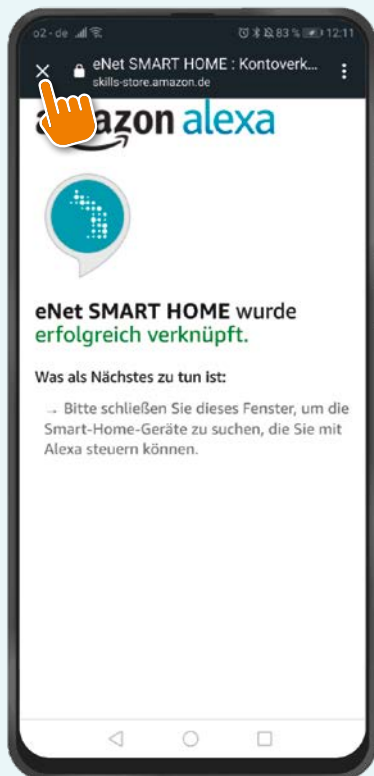 o2 - de 83 % 12:11
eNet SMART HOME : Kontoverk...
skills-store.amazon.de
amazon alexa
eNet SMART HOME wurde
erfolgreich verknüpft.
Was als Nächstes zu tun ist:
→ Bitte schließen Sie dieses Fenster, um die
Smart-Home-Geräte zu suchen, die Sie mit
Alexa steuern können.